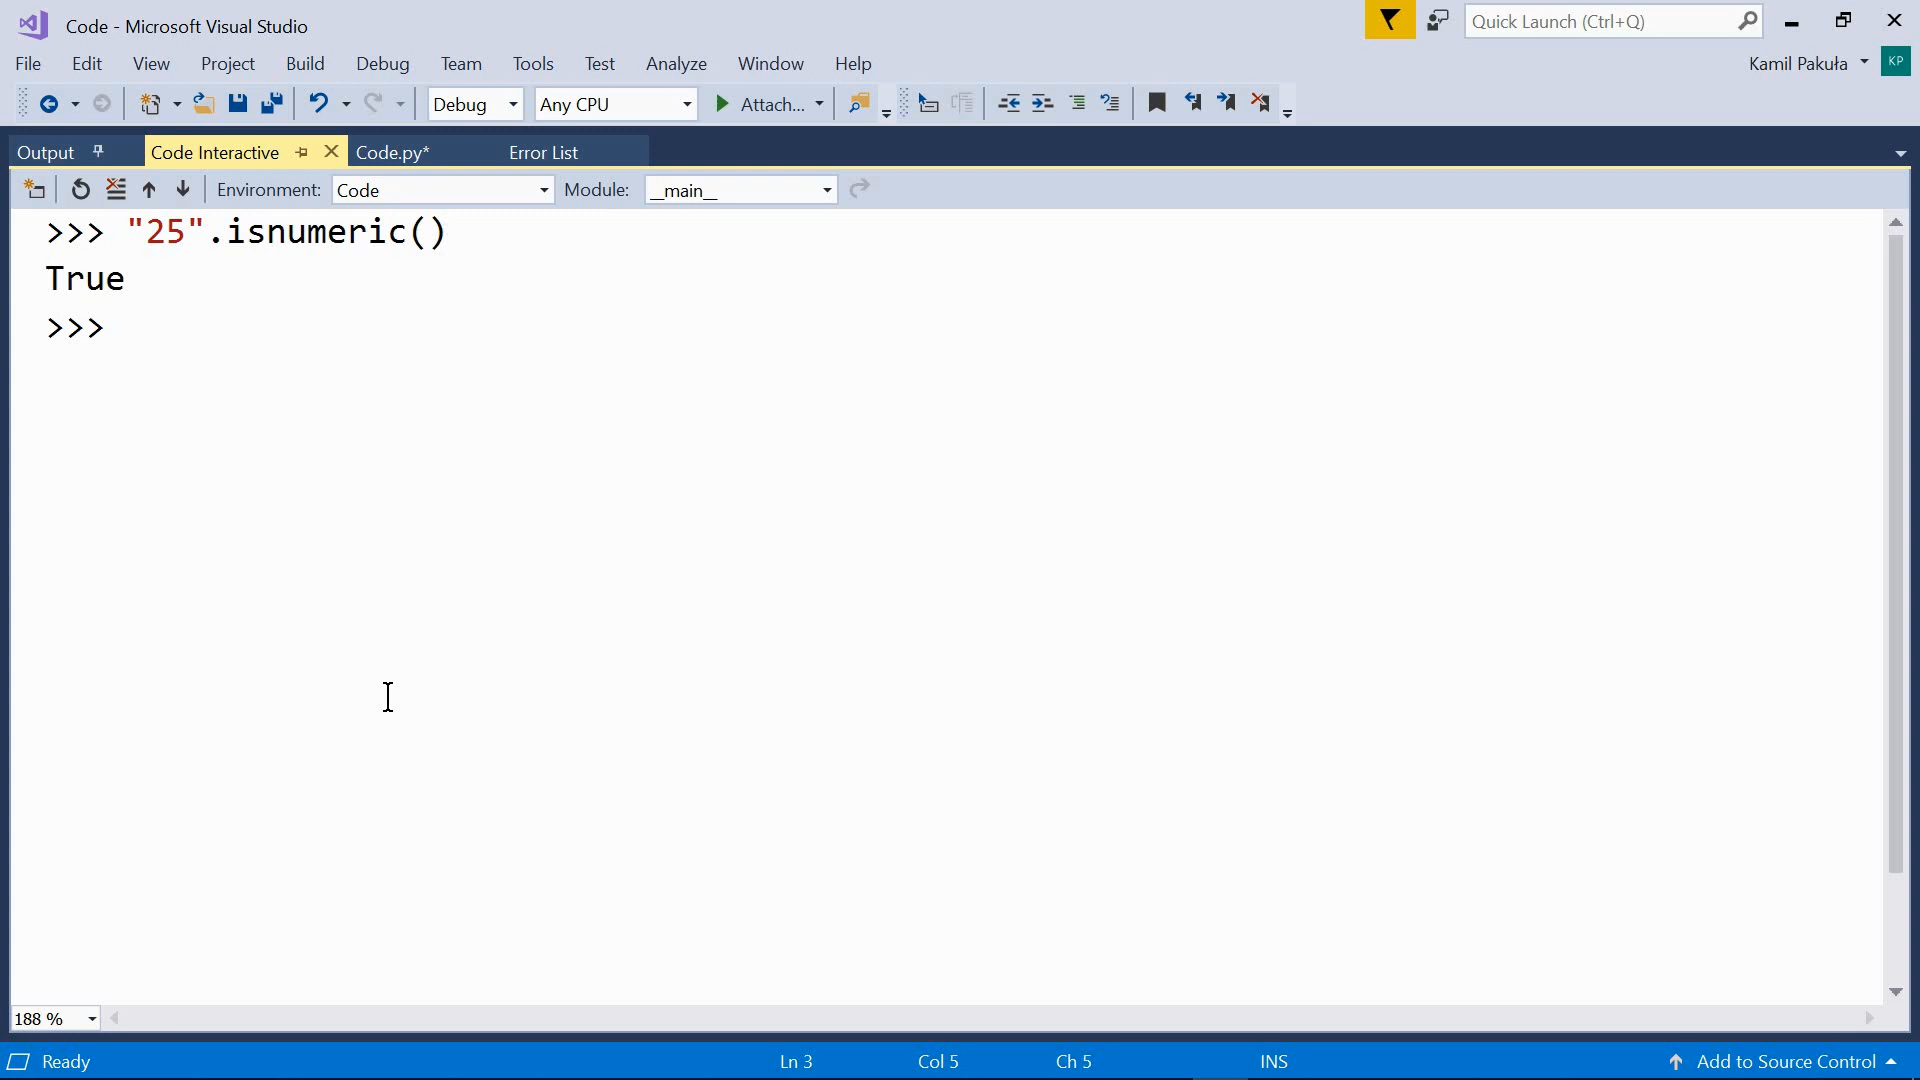 Code - Microsoft Visual Studio
Quick Launch (Ctrl+Q)
File Edit View Project Build Debug Team Tools Test Analyze Window Help
Kamil Pakuła KP
Debug Any CPU Attach...
Output Code Interactive Code.py* Error List
Environment: Code Module: __main__
>>> "25".isnumeric()
True
>>>
188 %
Ready Ln 3 Col 5 Ch 5 INS Add to Source Control